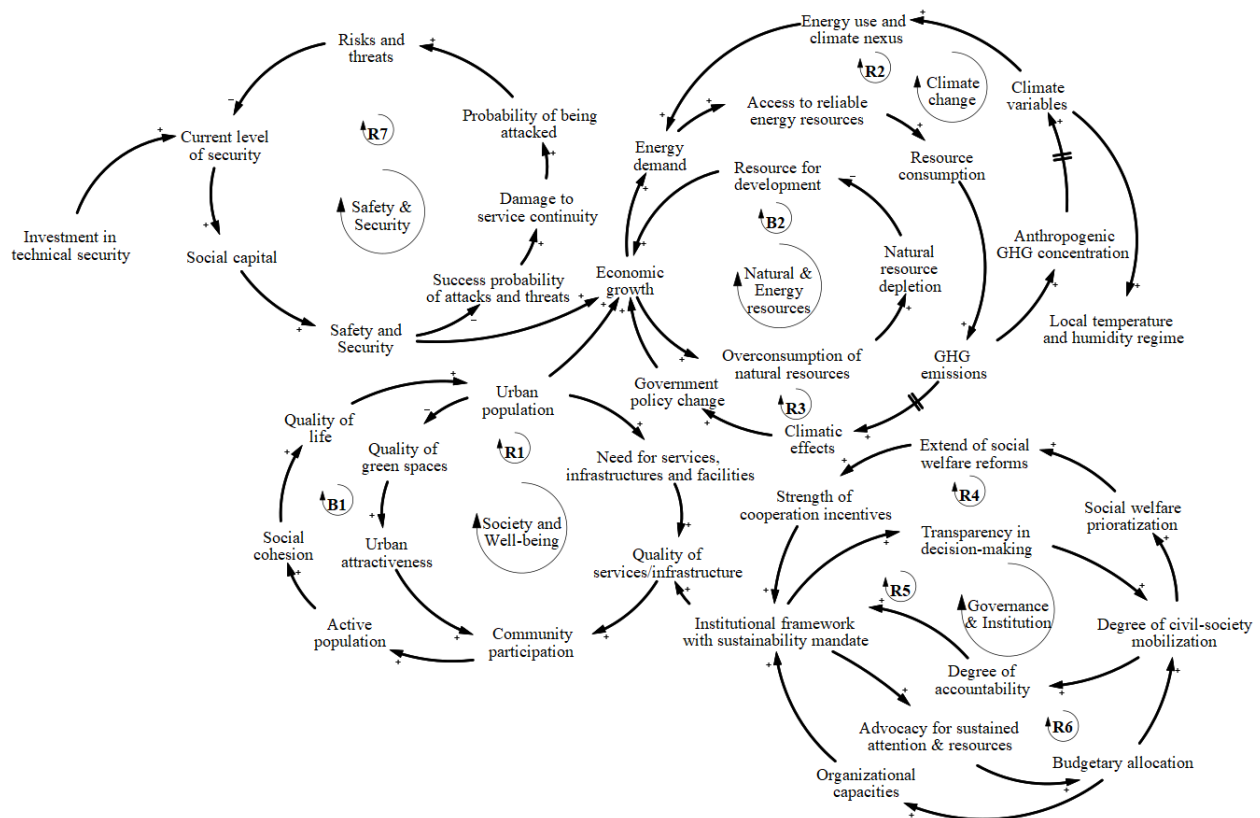 Energy use and
climate nexus
Risks and
threats
R2
Climate
change
Climate
variables
Access to reliable
energy resources
Probability of being
attacked
R7
Current level
of security
Energy
demand
Resource
consumption
Resource for
development
Safety &
Security
Damage to
service continuity
B2
Investment in
technical security
Social capital
Anthropogenic
GHG concentration
Natural
resource
depletion
Economic
growth
Natural &
Energy
resources
Success probability
of attacks and threats
Local temperature
and humidity regime
Safety and
Security
Overconsumption of
natural resources
GHG
emissions
Government
policy change
R3
Urban
population
Quality of
life
Climatic
effects
Extend of social
welfare reforms
R1
Quality of
green spaces
Need for services,
infrastructures and facilities
R4
B1
Strength of
cooperation incentives
Social welfare
prioratization
Society and
Well-being
Transparency in
decision-making
Social
cohesion
Urban
attractiveness
Quality of
services/infrastructure
R5
Governance
& Institution
Active
population
Community
participation
Institutional framework
with sustainability mandate
Degree of civil-society
mobilization
Degree of
accountability
Advocacy for sustained
attention & resources
R6
Budgetary allocation
Organizational
capacities